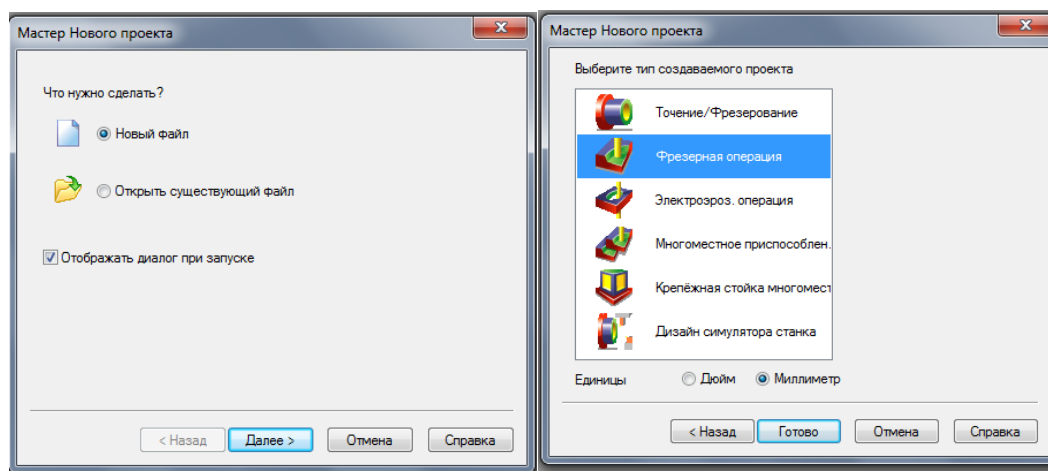 Мастер Нового проекта
Что нужно сделать?
Новый файл
Открыть существующий файл
Отображать диалог при запуске
< Назад Далее > Отмена Справка
Мастер Нового проекта
Выберите тип создаваемого проекта
Точение/Фрезерование
Фрезерная операция
Электроэроз. операция
Многоместное приспособлен.
Крепёжная стойка многомест
Дизайн симулятора станка
Единицы Дюйм Миллиметр
< Назад Готово Отмена Справка